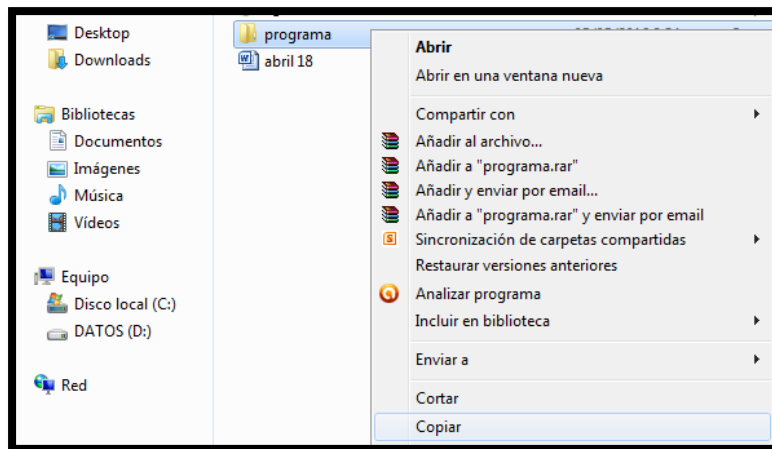 Desktop
Downloads
Bibliotecas
Documentos
Imágenes
Música
Vídeos
Equipo
Disco local (C:)
DATOS (D:)
Red
programa
abril 18
Abrir
Abrir en una ventana nueva
Compartir con
Añadir al archivo...
Añadir a "programa.rar"
Añadir y enviar por email...
Añadir a "programa.rar" y enviar por email
Sincronización de carpetas compartidas
Restaurar versiones anteriores
Analizar programa
Incluir en biblioteca
Enviar a
Cortar
Copiar